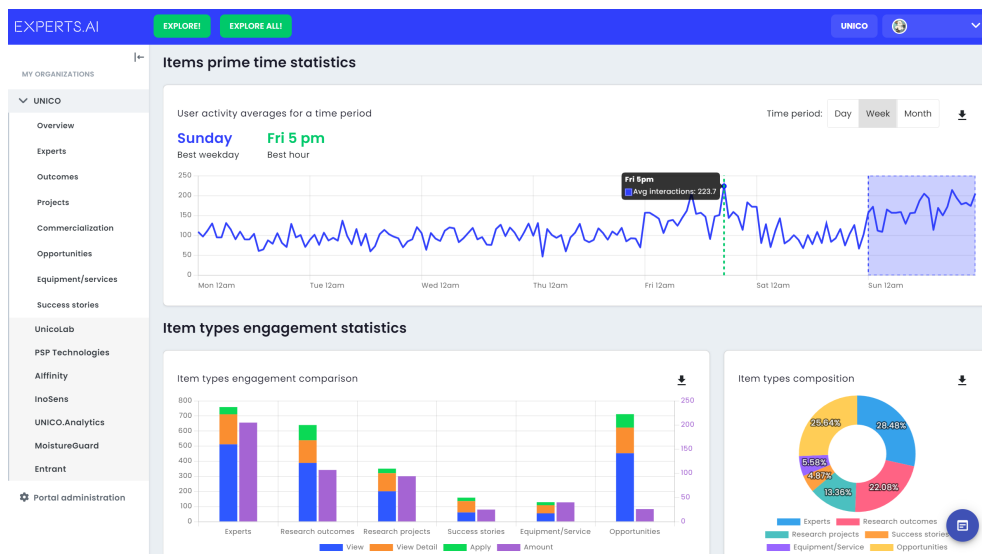 EXPERTS.AI
EXPLORE!
EXPLORE ALL!
UNICO
MY ORGANIZATIONS
UNICO
Overview
Experts
Outcomes
Projects
Commercialization
Opportunities
Equipment/services
Success stories
UnicoLab
PSP Technologies
AIffinity
InoSens
UNICO.Analytics
MoistureGuard
Entrant
Portal administration
Items prime time statistics
User activity averages for a time period
Time period: Day Week Month
Sunday Fri 5 pm
Best weekday Best hour
250
200
150
100
50
0
Fri 5pm
Avg interactions: 223.7
Mon 12am Tue 12am Wed 12am Thu 12am Fri 12am Sat 12am Sun 12am
Item types engagement statistics
Item types engagement comparison
800
700
600
500
400
300
200
100
0
250
200
150
100
50
0
Experts Research outcomes Research projects Success stories Equipment/Service Opportunities
View View Detail Apply Amount
Item types composition
25.64% 28.48%
5.58%
4.87%
13.36% 22.08%
Experts Research outcomes
Research projects Success stories
Equipment/Service Opportunities